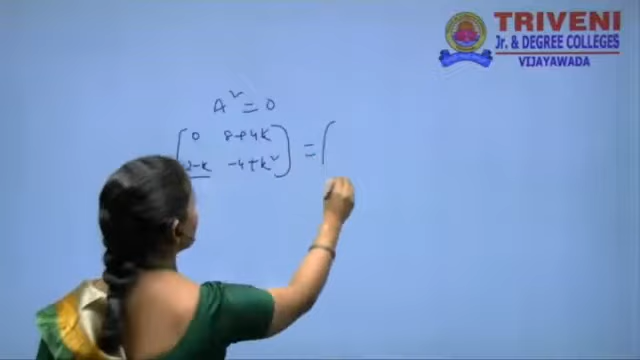 TRIVENI
Jr. & DEGREE COLLEGES
VIJAYAWADA
A² = 0
0 8+4k
2-k -4+k² =